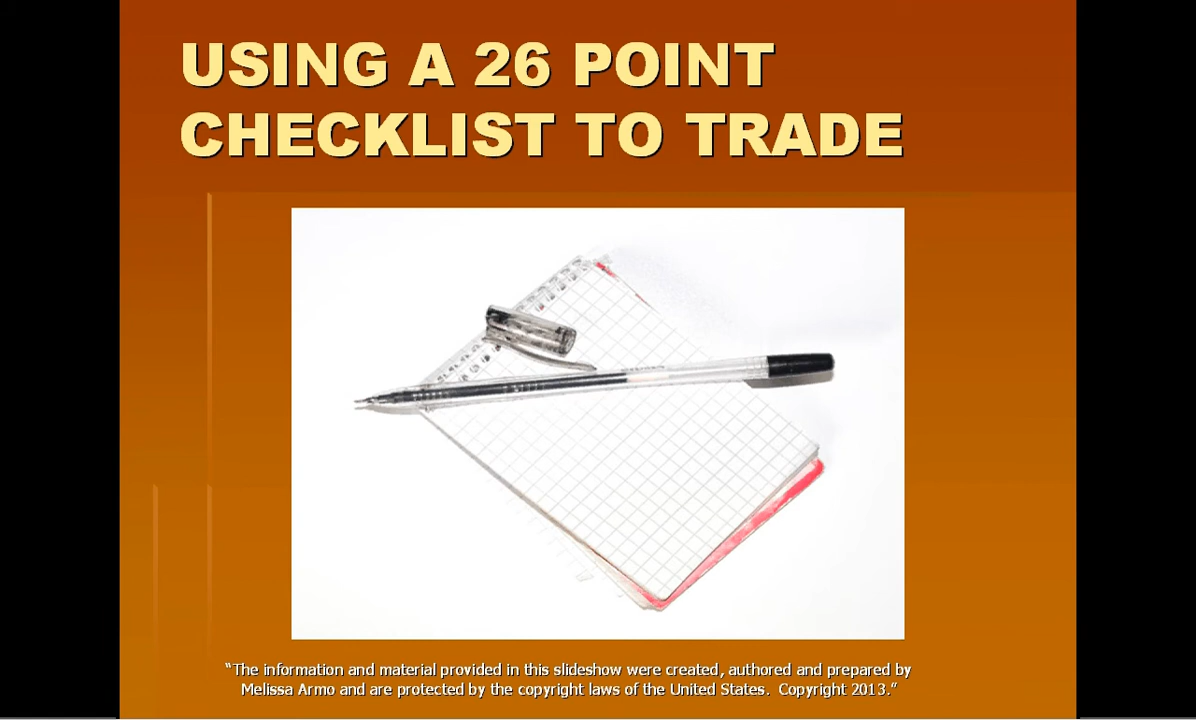 USING A 26 POINT
CHECKLIST TO TRADE
“The information and material provided in this slideshow were created, authored and prepared by
Melissa Armo and are protected by the copyright laws of the United States.  Copyright 2013.”